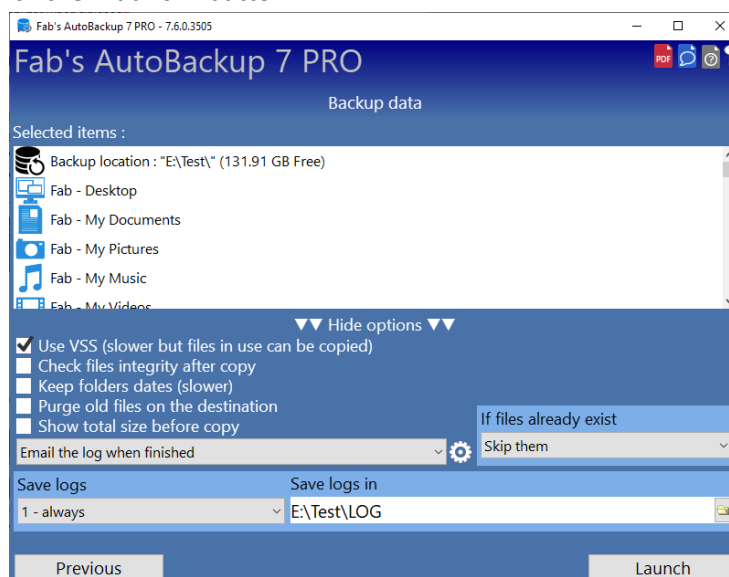 Fab's AutoBackup 7 PRO - 7.6.0.3505
Fab's AutoBackup 7 PRO
PDF
Backup data
Selected items :
Backup location : "E:\Test\" (131.91 GB Free)
Fab - Desktop
Fab - My Documents
Fab - My Pictures
Fab - My Music
Fab - My Videos
▼▼ Hide options ▼▼
Use VSS (slower but files in use can be copied)
Check files integrity after copy
Keep folders dates (slower)
Purge old files on the destination
Show total size before copy
If files already exist
Email the log when finished
Skip them
Save logs
Save logs in
1 - always
E:\Test\LOG
Previous
Launch